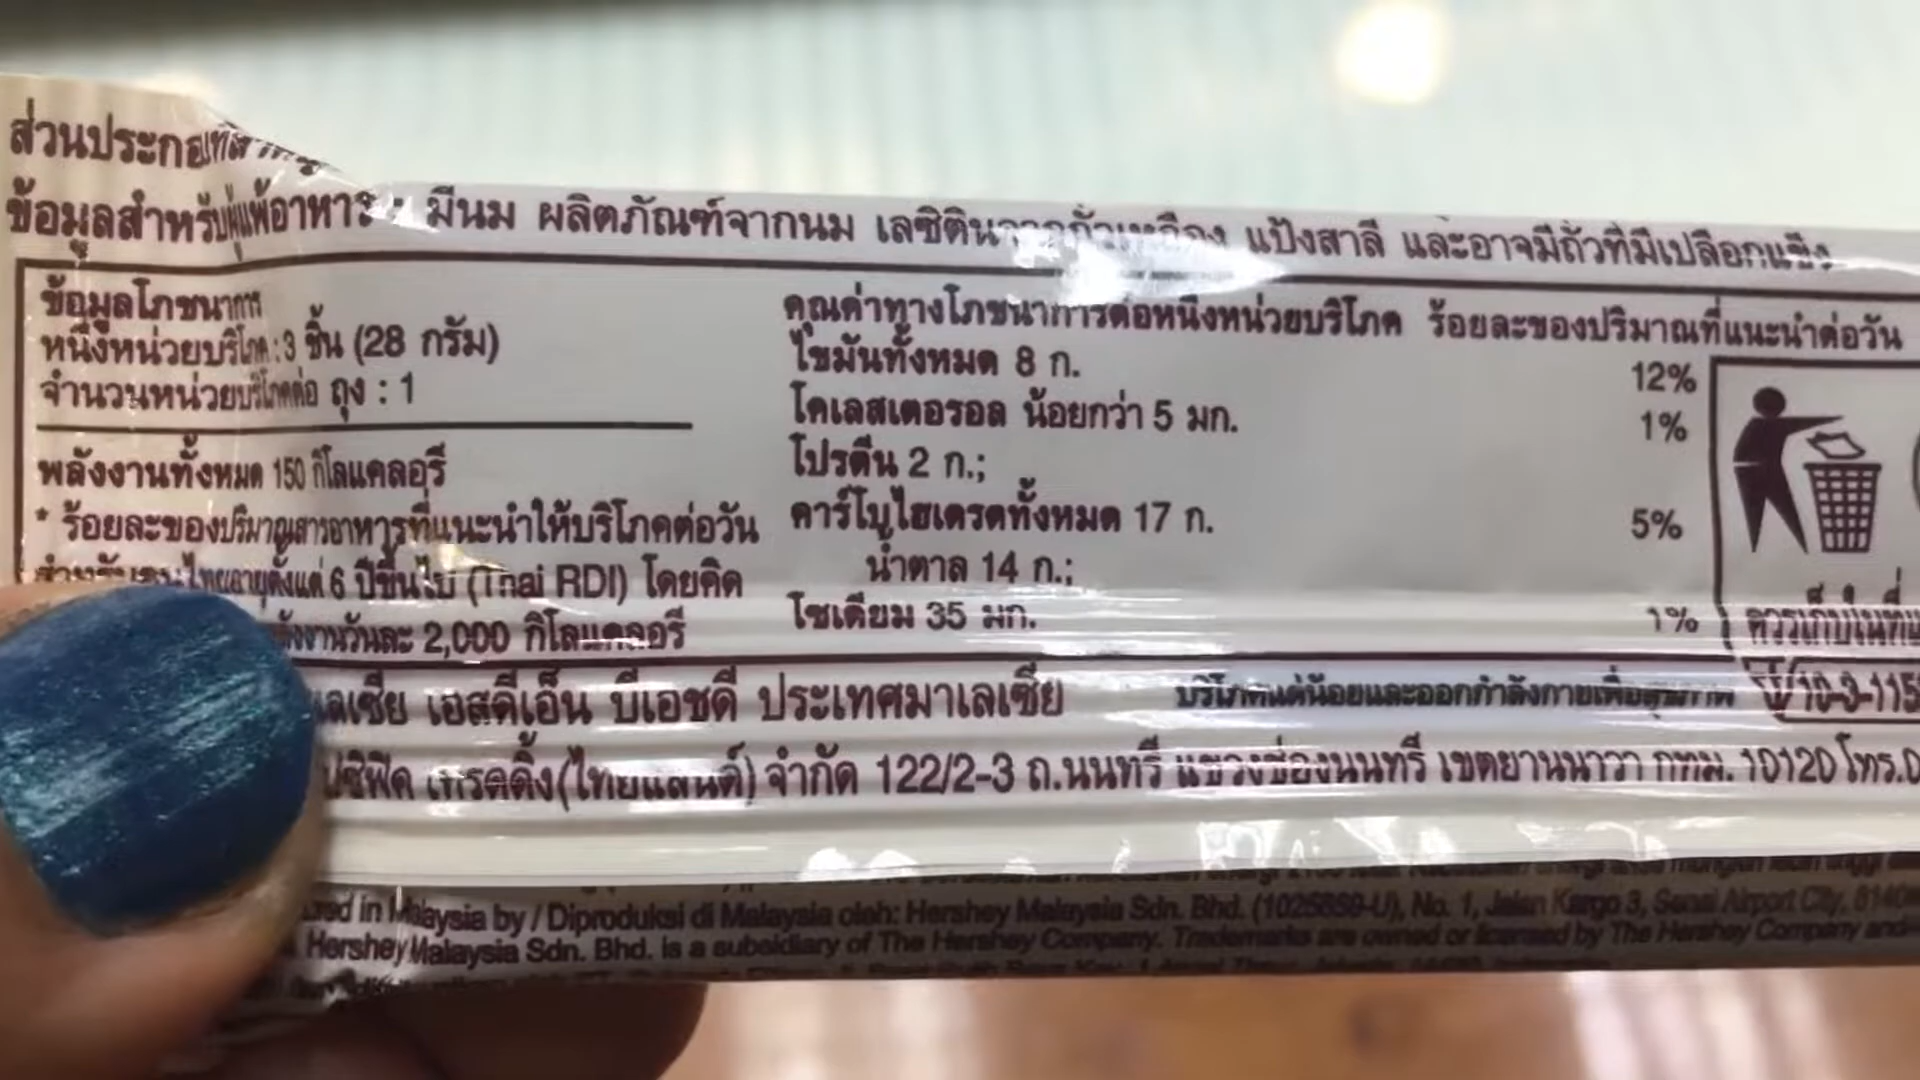 ส่วนประกอบที่สำคัญ
ข้อมูลสำหรับผู้แพ้อาหาร : มีนม ผลิตภัณฑ์จากนม เลซิตินจากถั่วเหลือง แป้งสาลี และอาจมีถั่วที่มีเปลือกแข็ง
ข้อมูลโภชนาการ
หนึ่งหน่วยบริโภค : 3 ชิ้น (28 กรัม)
จำนวนหน่วยบริโภคต่อ ถุง : 1
พลังงานทั้งหมด 150 กิโลแคลอรี
* ร้อยละของปริมาณสารอาหารที่แนะนำให้บริโภคต่อวัน
สำหรับคนไทยอายุตั้งแต่ 6 ปีขึ้นไป (Thai RDI) โดยคิด
วันละ 2,000 กิโลแคลอรี
คุณค่าทางโภชนาการต่อหนึ่งหน่วยบริโภค ร้อยละของปริมาณที่แนะนำต่อวัน
ไขมันทั้งหมด 8 ก. 12%
โคเลสเตอรอล น้อยกว่า 5 มก. 1%
โปรตีน 2 ก.;
คาร์โบไฮเดรตทั้งหมด 17 ก. 5%
น้ำตาล 14 ก.;
โซเดียม 35 มก. 1%
เอสดีเอ็น บีเอชดี ประเทศมาเลเซีย
บริโภคแต่น้อยและออกกำลังกายเพื่อสุขภาพ
เทรดดิ้ง(ไทยแลนด์) จำกัด 122/2-3 ถ.นนทรี แขวงช่องนนทรี เขตยานนาวา กทม. 10120 โทร.
in Malaysia by / Diproduksi di Malaysia oleh: Hershey Malaysia Sdn. Bhd. No. 1, Jalan Kargo 3, Senai Airport City,
Hershey Malaysia Sdn. Bhd. is a subsidiary of The Hershey Company. Trademarks are owned or licensed by The Hershey Company